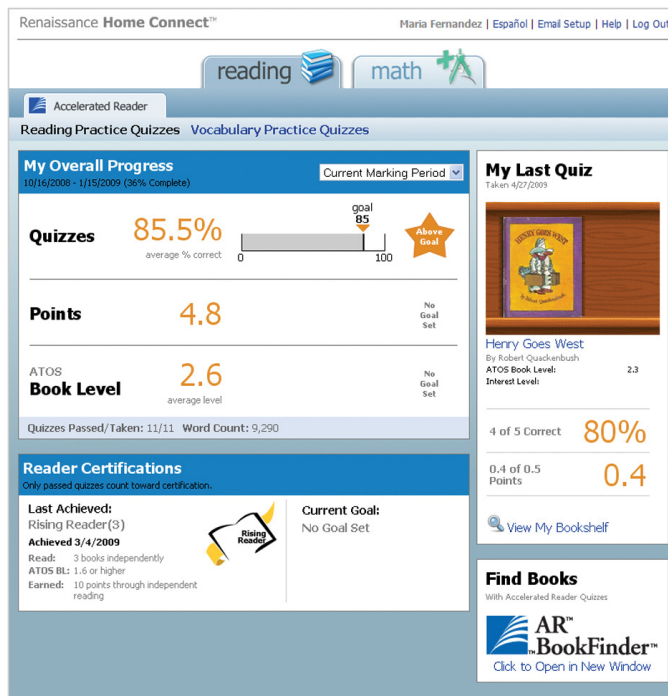 Renaissance Home Connect™
Maria Fernandez | Español | Email Setup | Help | Log Out
reading
math
Accelerated Reader
Reading Practice Quizzes Vocabulary Practice Quizzes
My Overall Progress
10/16/2008 - 1/15/2009 (36% Complete)
Current Marking Period
Quizzes
85.5%
average % correct
goal
85
0
100
Above
Goal
Points
4.8
No
Goal
Set
ATOS
Book Level
2.6
average level
No
Goal
Set
Quizzes Passed/Taken: 11/11 Word Count: 9,290
Reader Certifications
Only passed quizzes count toward certification.
Last Achieved:
Rising Reader(3)
Achieved 3/4/2009
Read: 3 books independently
ATOS BL: 1.6 or higher
Earned: 10 points through independent
reading
Rising
Reader
Current Goal:
No Goal Set
My Last Quiz
Taken 4/27/2009
HENRY GOES WEST
by Robert Quackenbush
Henry Goes West
By Robert Quackenbush
ATOS Book Level: 2.3
Interest Level:
4 of 5 Correct 80%
0.4 of 0.5
Points
0.4
View My Bookshelf
Find Books
With Accelerated Reader Quizzes
AR™
BookFinder™
Click to Open in New Window